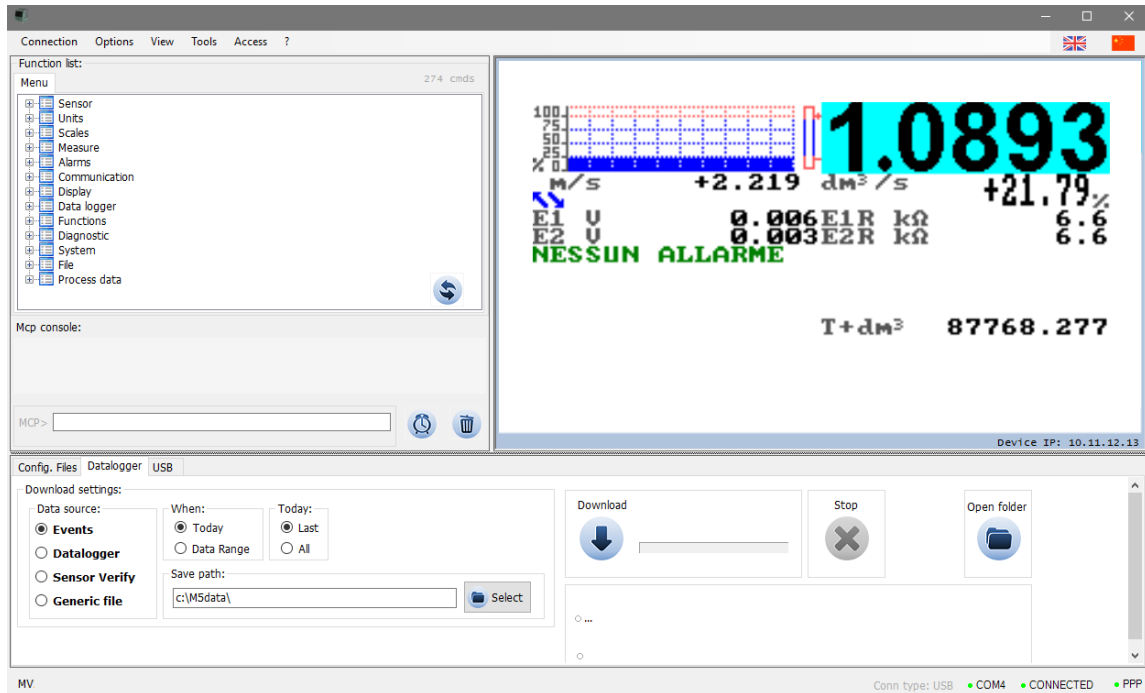 Connection Options View Tools Access ?
Function list:
Menu
274 cmds
Sensor
Units
Scales
Measure
Alarms
Communication
Display
Data logger
Functions
Diagnostic
System
File
Process data
Mcp console:
MCP>
100
75
50
25
% 0
1.0893
m/s +2.219 dm³/s +21.79%
E1 V 0.006 E1R kΩ 6.6
E2 V 0.003 E2R kΩ 6.6
NESSUN ALLARME
T+dm³ 87768.277
Device IP: 10.11.12.13
Config. Files Datalogger USB
Download settings:
Data source:
Events
Datalogger
Sensor Verify
Generic file
When:
Today
Data Range
Today:
Last
All
Save path:
c:\M5data\
Select
Download
Stop
Open folder
...
MV
Conn type: USB COM4 CONNECTED PPP